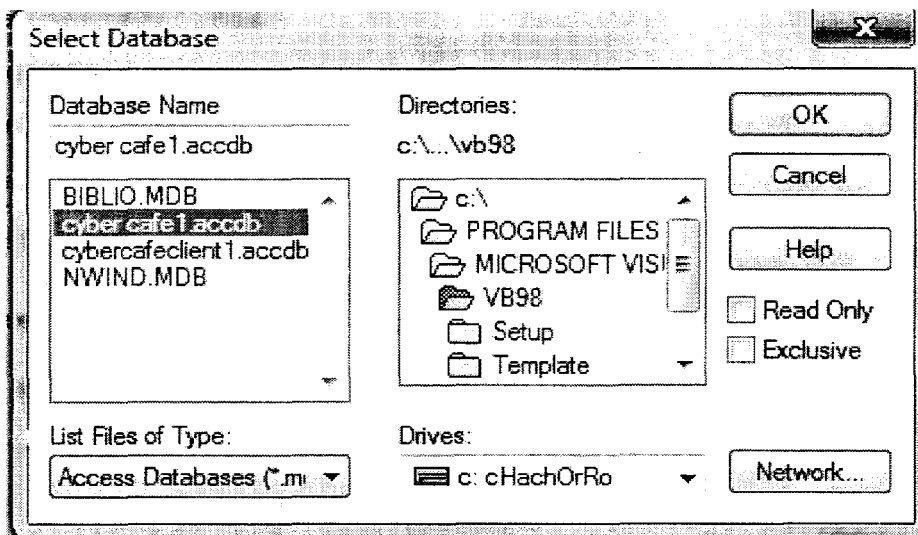 Select Database
Database Name
cyber cafe1.accdb
BIBLIO.MDB
cyber cafe1.accdb
cybercafeclient1.accdb
NWIND.MDB
List Files of Type:
Access Databases (*.m
Directories:
c:\...\vb98
c:\
PROGRAM FILES
MICROSOFT VISI
VB98
Setup
Template
Drives:
c: cHachOrRo
OK
Cancel
Help
Read Only
Exclusive
Network...